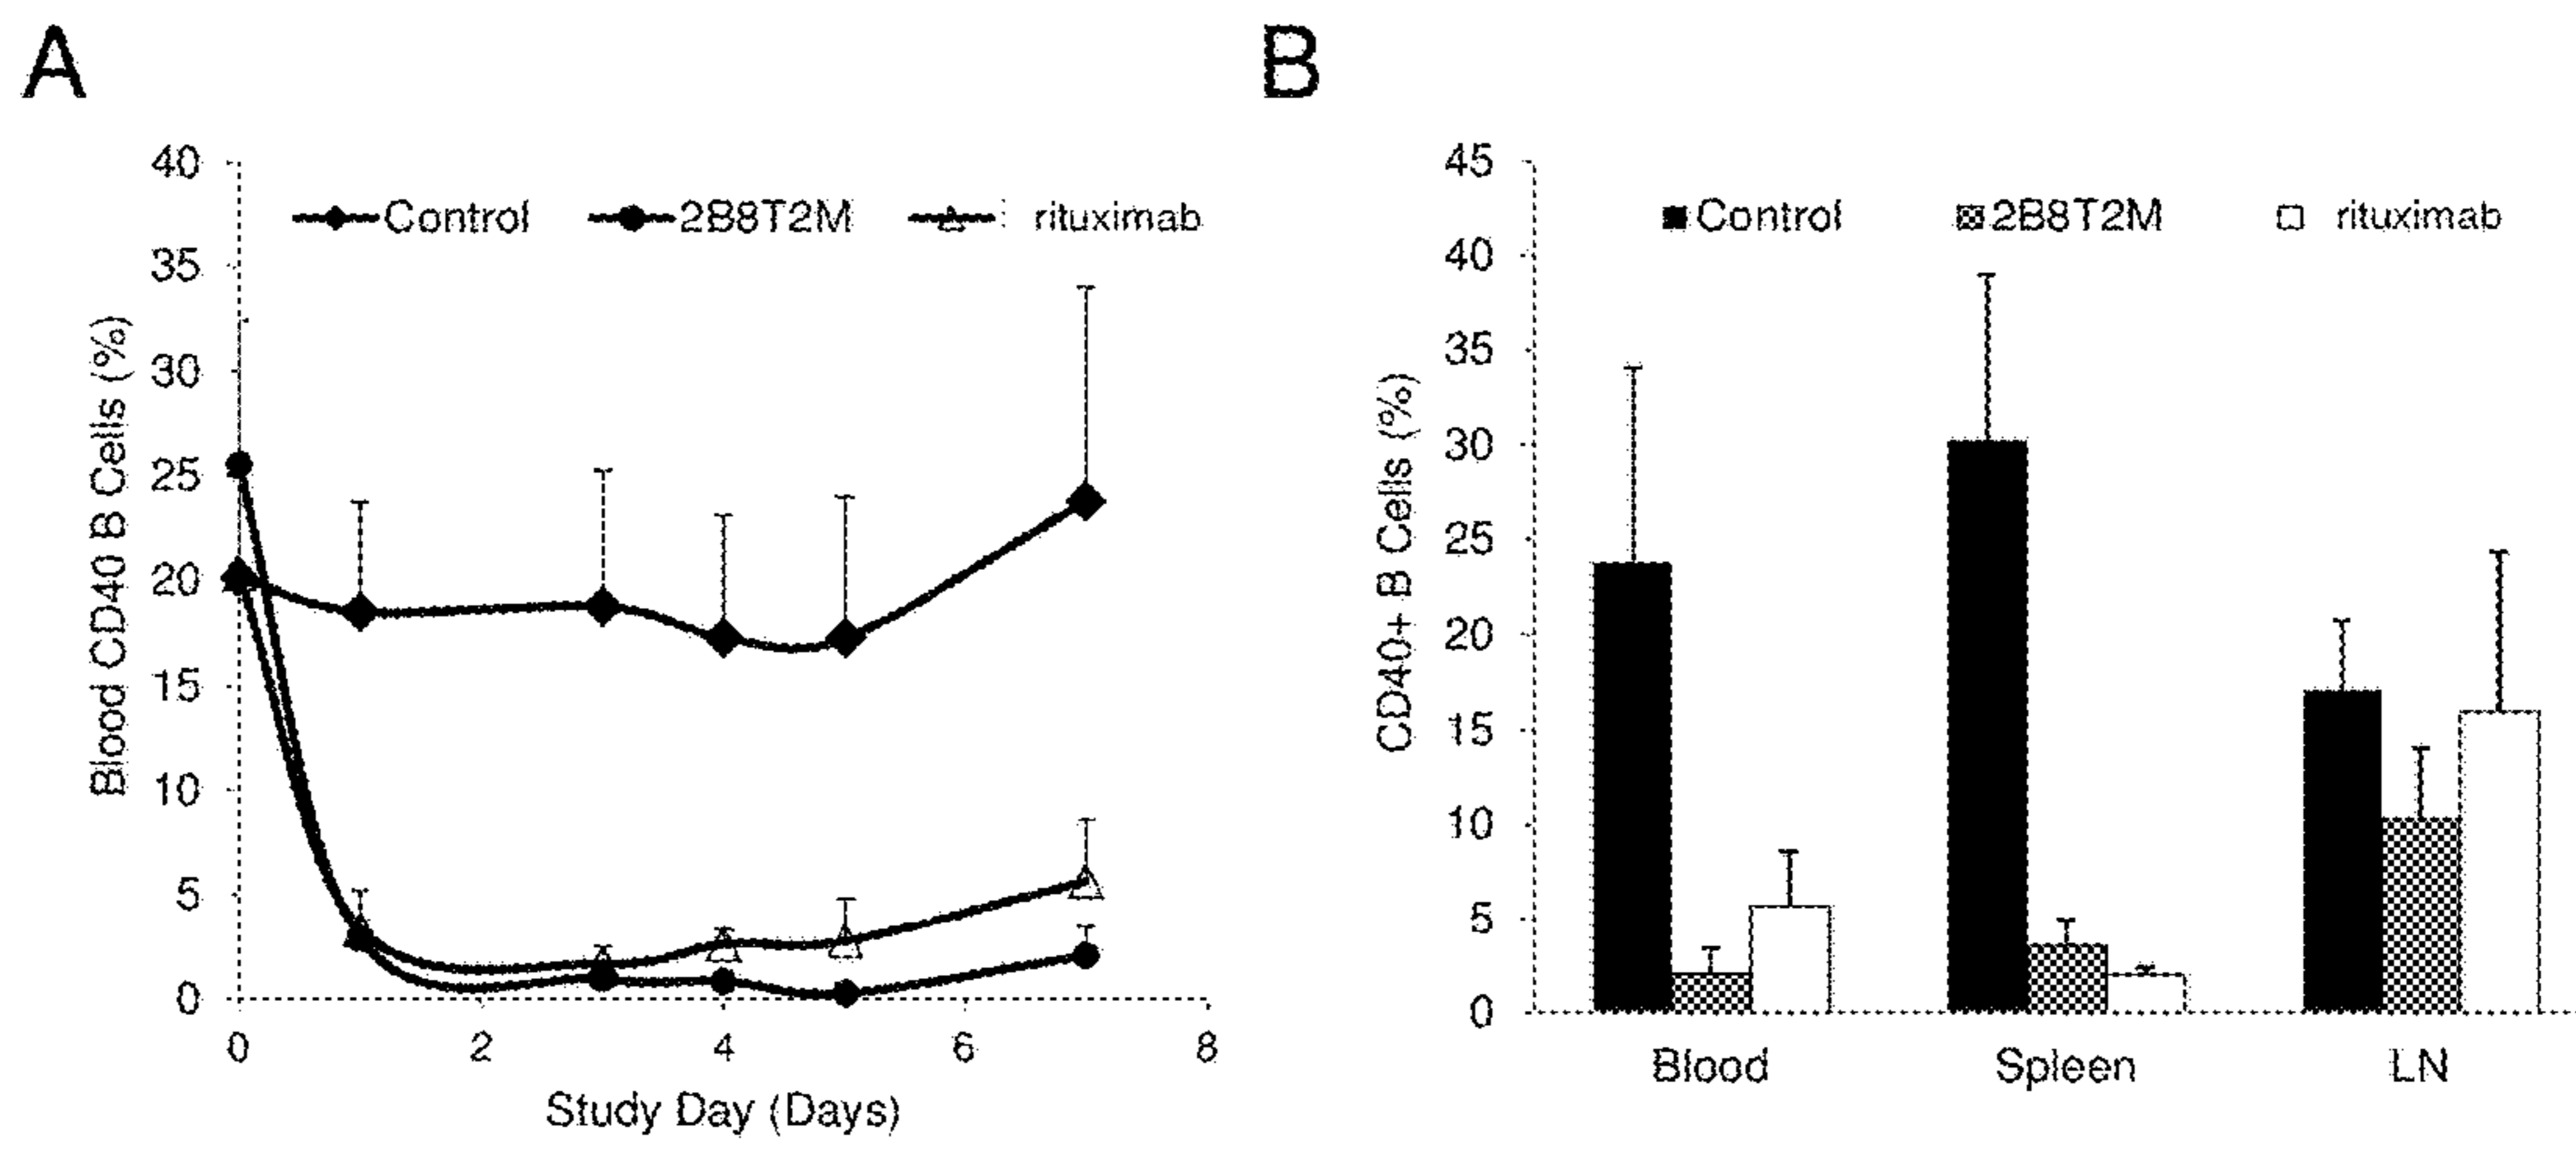 A
40
35
30
25
20
15
10
5
0
Blood CD40 B Cells (%)
Control 2B8T2M rituximab
0 2 4 6 8
Study Day (Days)
B
45
40
35
30
25
20
15
10
5
0
CD40+ B Cells (%)
Control 2B8T2M rituximab
Blood Spleen LN